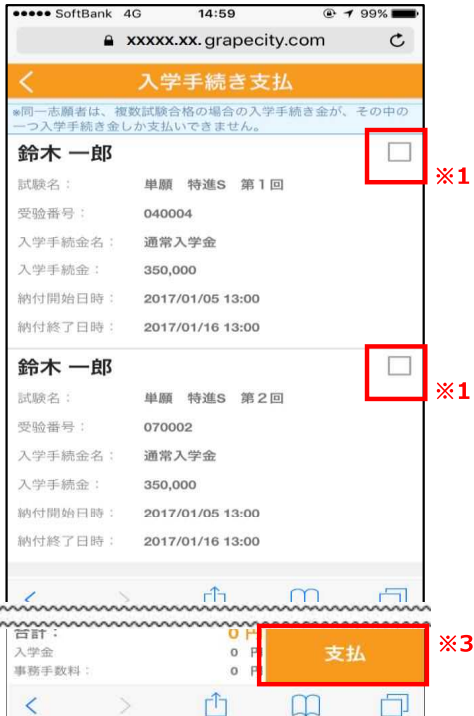 SoftBank 4G 14:59 99%
xxxxx.xx.grapecity.com
入学手続き支払
※同一志願者は、複数試験合格の場合の入学手続き金が、その中の
一つ入学手続き金しか支払いできません。
鈴木 一郎
※1
試験名： 単願 特進S 第1回
受験番号： 040004
入学手続金名： 通常入学金
入学手続金： 350,000
納付開始日時： 2017/01/05 13:00
納付終了日時： 2017/01/16 13:00
鈴木 一郎
※1
試験名： 単願 特進S 第2回
受験番号： 070002
入学手続金名： 通常入学金
入学手続金： 350,000
納付開始日時： 2017/01/05 13:00
納付終了日時： 2017/01/16 13:00
合計： 0 円
入学金 0 円
事務手数料： 0 円
支払
※3